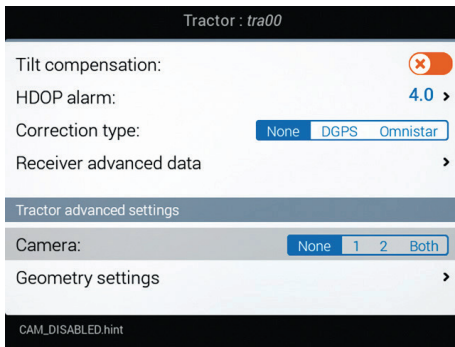 Tractor : tra00
Tilt compensation:
HDOP alarm: 4.0 >
Correction type: None DGPS Omnistar
Receiver advanced data >
Tractor advanced settings
Camera: None 1 2 Both
Geometry settings >
CAM_DISABLED.hint